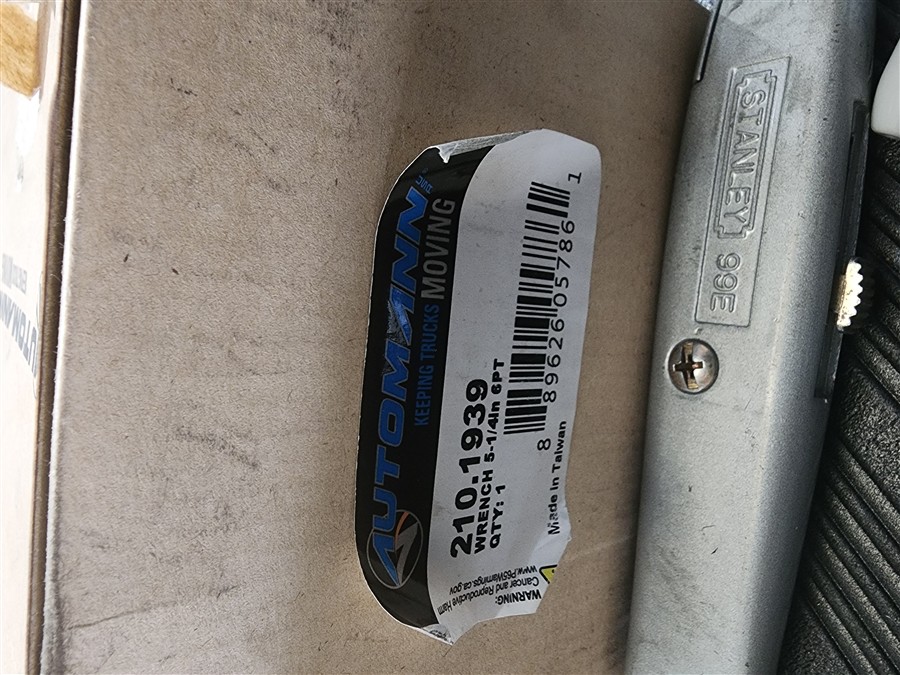 AUTOMANN INC
KEEPING TRUCKS MOVING
210.1939
WRENCH 5-1/4in 6PT
QTY: 1
8 89626 05786 1
Made in Taiwan
WARNING:
Cancer and Reproductive Harm
www.P65Warnings.ca.gov
STANLEY 99E